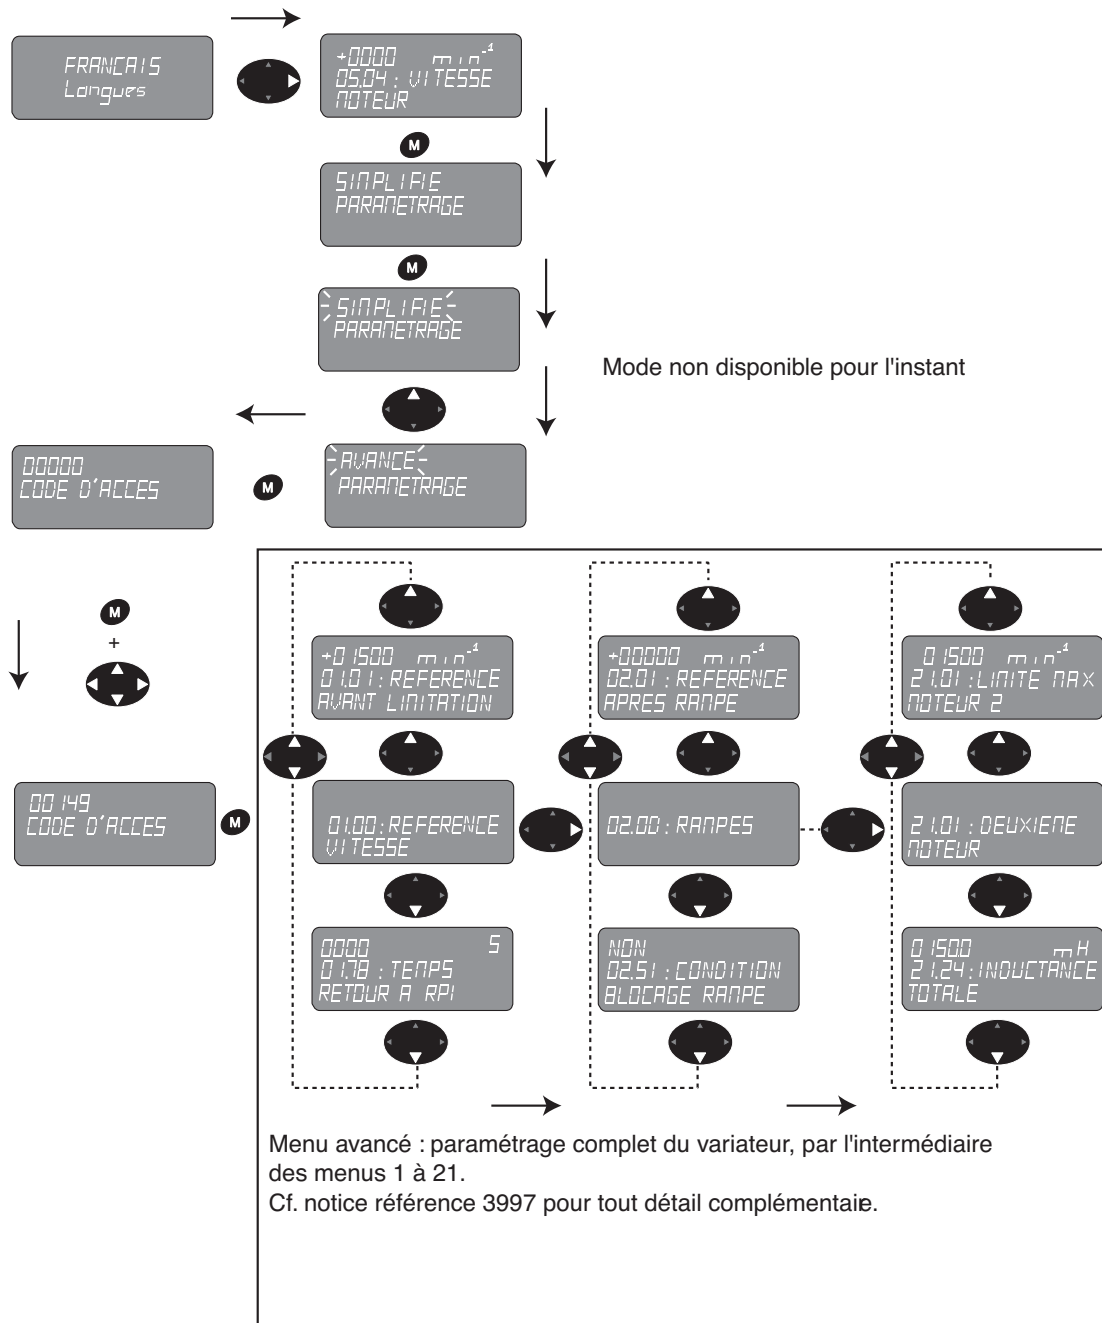 FRANCAIS
Langues
+0000 min-1
05.04 : VITESSE
MOTEUR
M
SIMPLIFIE
PARAMETRAGE
M
SIMPLIFIE
PARAMETRAGE
Mode non disponible pour l'instant
AVANCE
PARAMETRAGE
M
00000
CODE D'ACCES
M
+
00149
CODE D'ACCES
M
+01500 min-1
01.01 : REFERENCE
AVANT LIMITATION
01.00 : REFERENCE
VITESSE
0000 S
01.78 : TEMPS
RETOUR A RPI
+00000 min-1
02.01 : REFERENCE
APRES RAMPE
02.00 : RAMPES
NON
02.51 : CONDITION
BLOCAGE RAMPE
01500 min-1
21.01 : LIMITE MAX
MOTEUR 2
21.01 : DEUXIEME
MOTEUR
01500 mH
21.24 : INDUCTANCE
TOTALE
Menu avancé : paramétrage complet du variateur, par l'intermédiaire
des menus 1 à 21.
Cf. notice référence 3997 pour tout détail complémentaire.